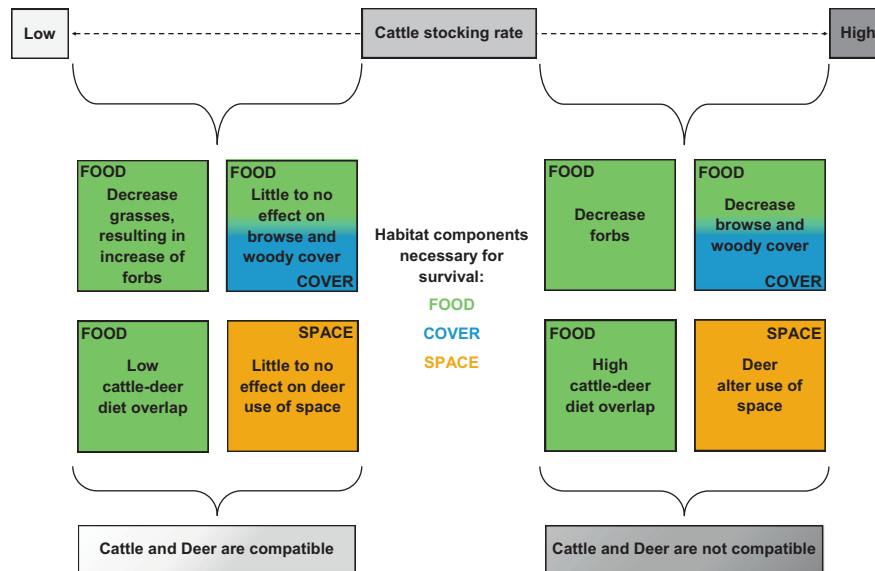 Low
Cattle stocking rate
High
FOOD
Decrease
grasses,
resulting in
increase of
forbs
FOOD
Little to no
effect on
browse and
woody cover
COVER
FOOD
Low
cattle-deer
diet overlap
SPACE
Little to no
effect on deer
use of space
Habitat components
necessary for
survival:
FOOD
COVER
SPACE
FOOD
Decrease
forbs
FOOD
Decrease
browse and
woody cover
COVER
FOOD
High
cattle-deer
diet overlap
SPACE
Deer
alter use of
space
Cattle and Deer are compatible
Cattle and Deer are not compatible